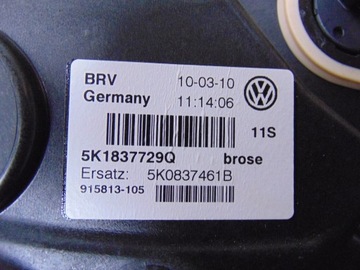 BRV 10-03-10
Germany 11:14:06
11S
5K1837729Q brose
Ersatz: 5K0837461B
915813-105